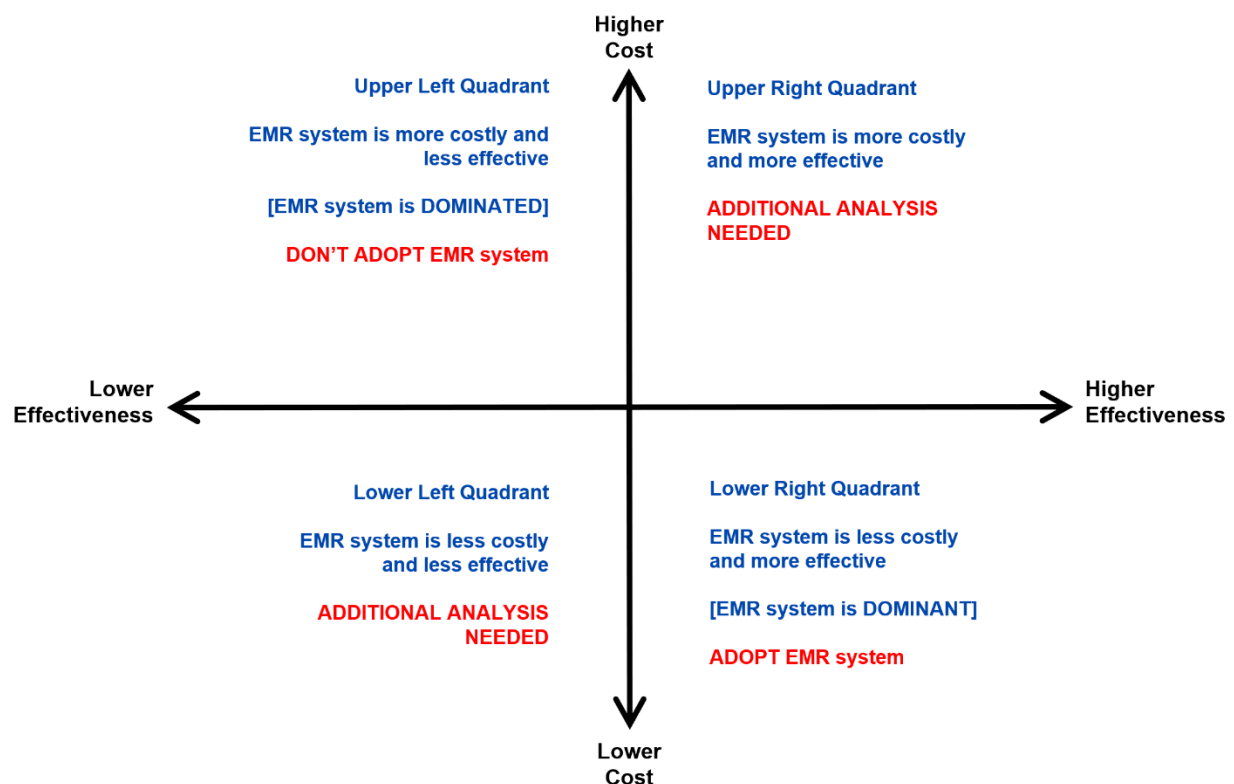 Higher
Cost
Upper Left Quadrant
EMR system is more costly and
less effective
[EMR system is DOMINATED]
DON’T ADOPT EMR system
Upper Right Quadrant
EMR system is more costly
and more effective
ADDITIONAL ANALYSIS
NEEDED
Lower
Effectiveness
Higher
Effectiveness
Lower Left Quadrant
EMR system is less costly
and less effective
ADDITIONAL ANALYSIS
NEEDED
Lower Right Quadrant
EMR system is less costly
and more effective
[EMR system is DOMINANT]
ADOPT EMR system
Lower
Cost